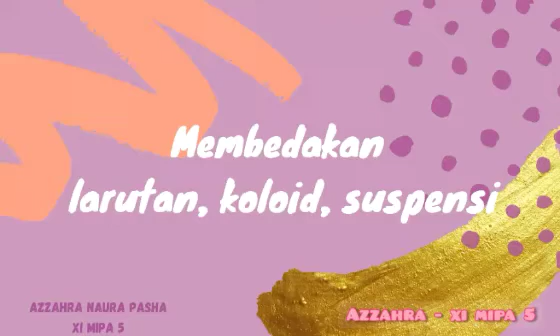 Membedakan
larutan, koloid, suspensi
AZZAHRA NAURA PASHA
XI MIPA 5
Azzahra - xi mipa 5